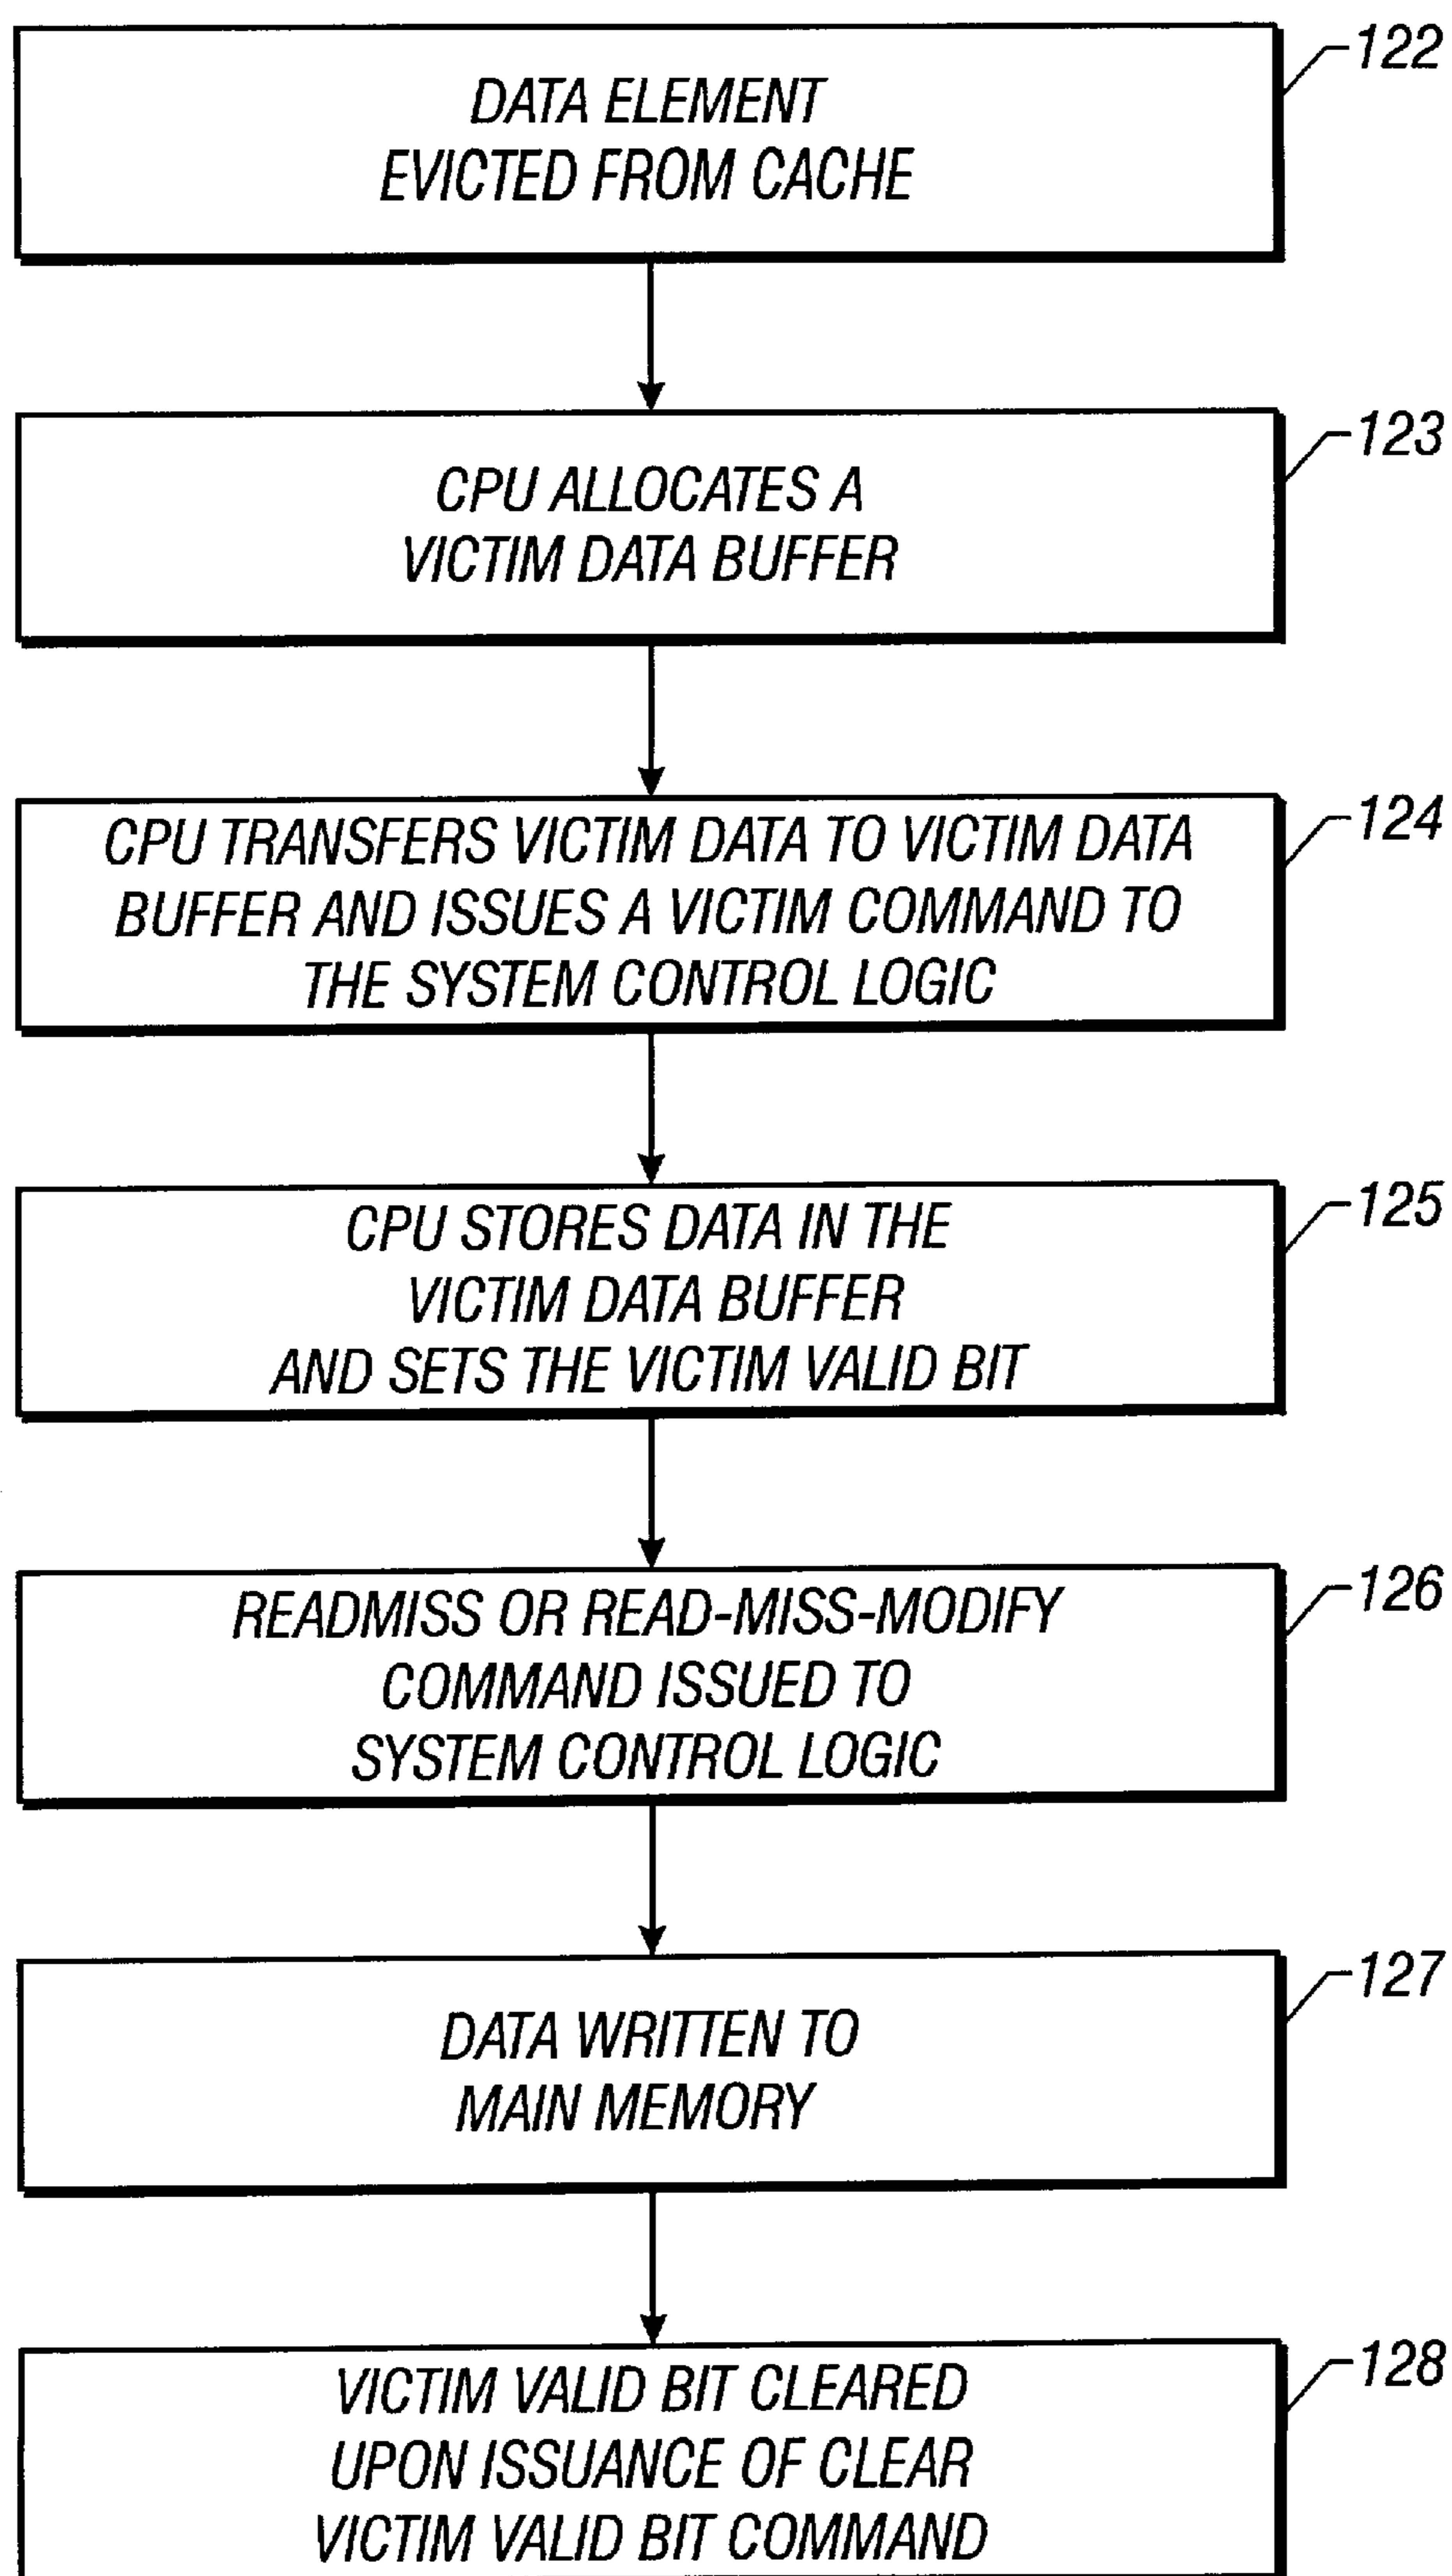 122
DATA ELEMENT
EVICTED FROM CACHE
123
CPU ALLOCATES A
VICTIM DATA BUFFER
124
CPU TRANSFERS VICTIM DATA TO VICTIM DATA
BUFFER AND ISSUES A VICTIM COMMAND TO
THE SYSTEM CONTROL LOGIC
125
CPU STORES DATA IN THE
VICTIM DATA BUFFER
AND SETS THE VICTIM VALID BIT
126
READMISS OR READ-MISS-MODIFY
COMMAND ISSUED TO
SYSTEM CONTROL LOGIC
127
DATA WRITTEN TO
MAIN MEMORY
128
VICTIM VALID BIT CLEARED
UPON ISSUANCE OF CLEAR
VICTIM VALID BIT COMMAND